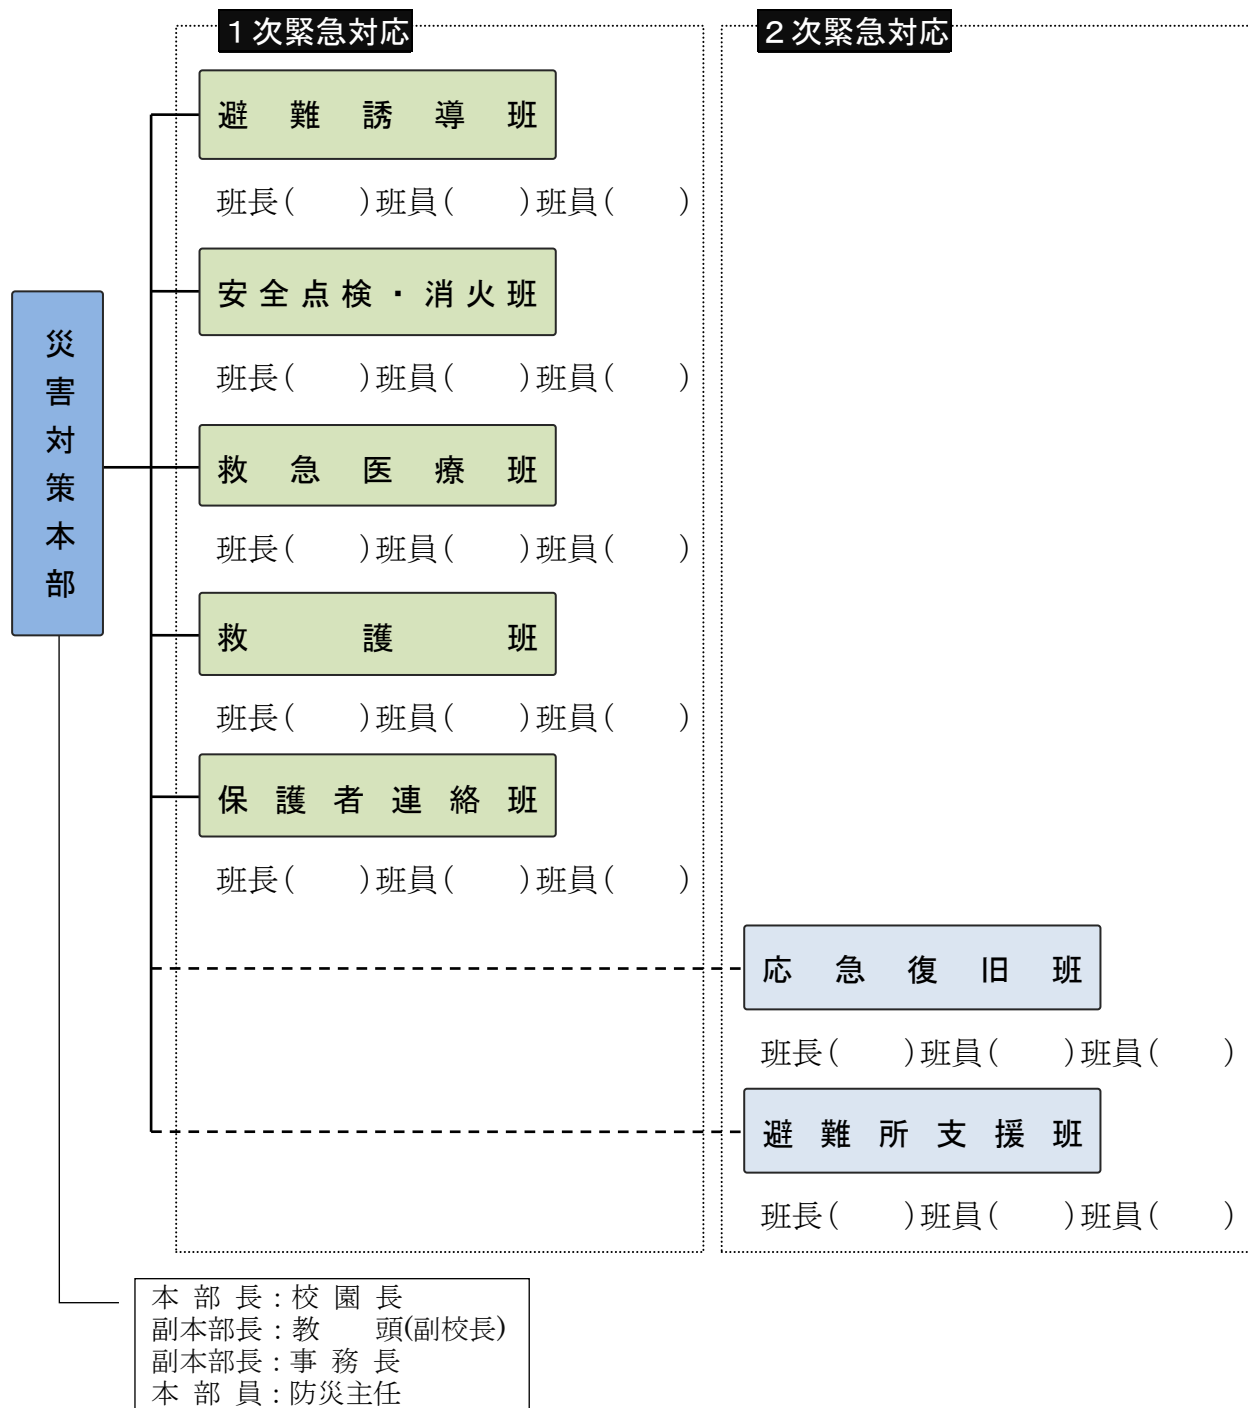 １次緊急対応
２次緊急対応
災害対策本部
避難誘導班
班長(　　)班員(　　)班員(　　)
安全点検・消火班
班長(　　)班員(　　)班員(　　)
救急医療班
班長(　　)班員(　　)班員(　　)
救護班
班長(　　)班員(　　)班員(　　)
保護者連絡班
班長(　　)班員(　　)班員(　　)
応急復旧班
班長(　　)班員(　　)班員(　　)
避難所支援班
班長(　　)班員(　　)班員(　　)
本 部 長：校 園 長
副本部長：教　　頭(副校長)
副本部長：事 務 長
本 部 員：防災主任